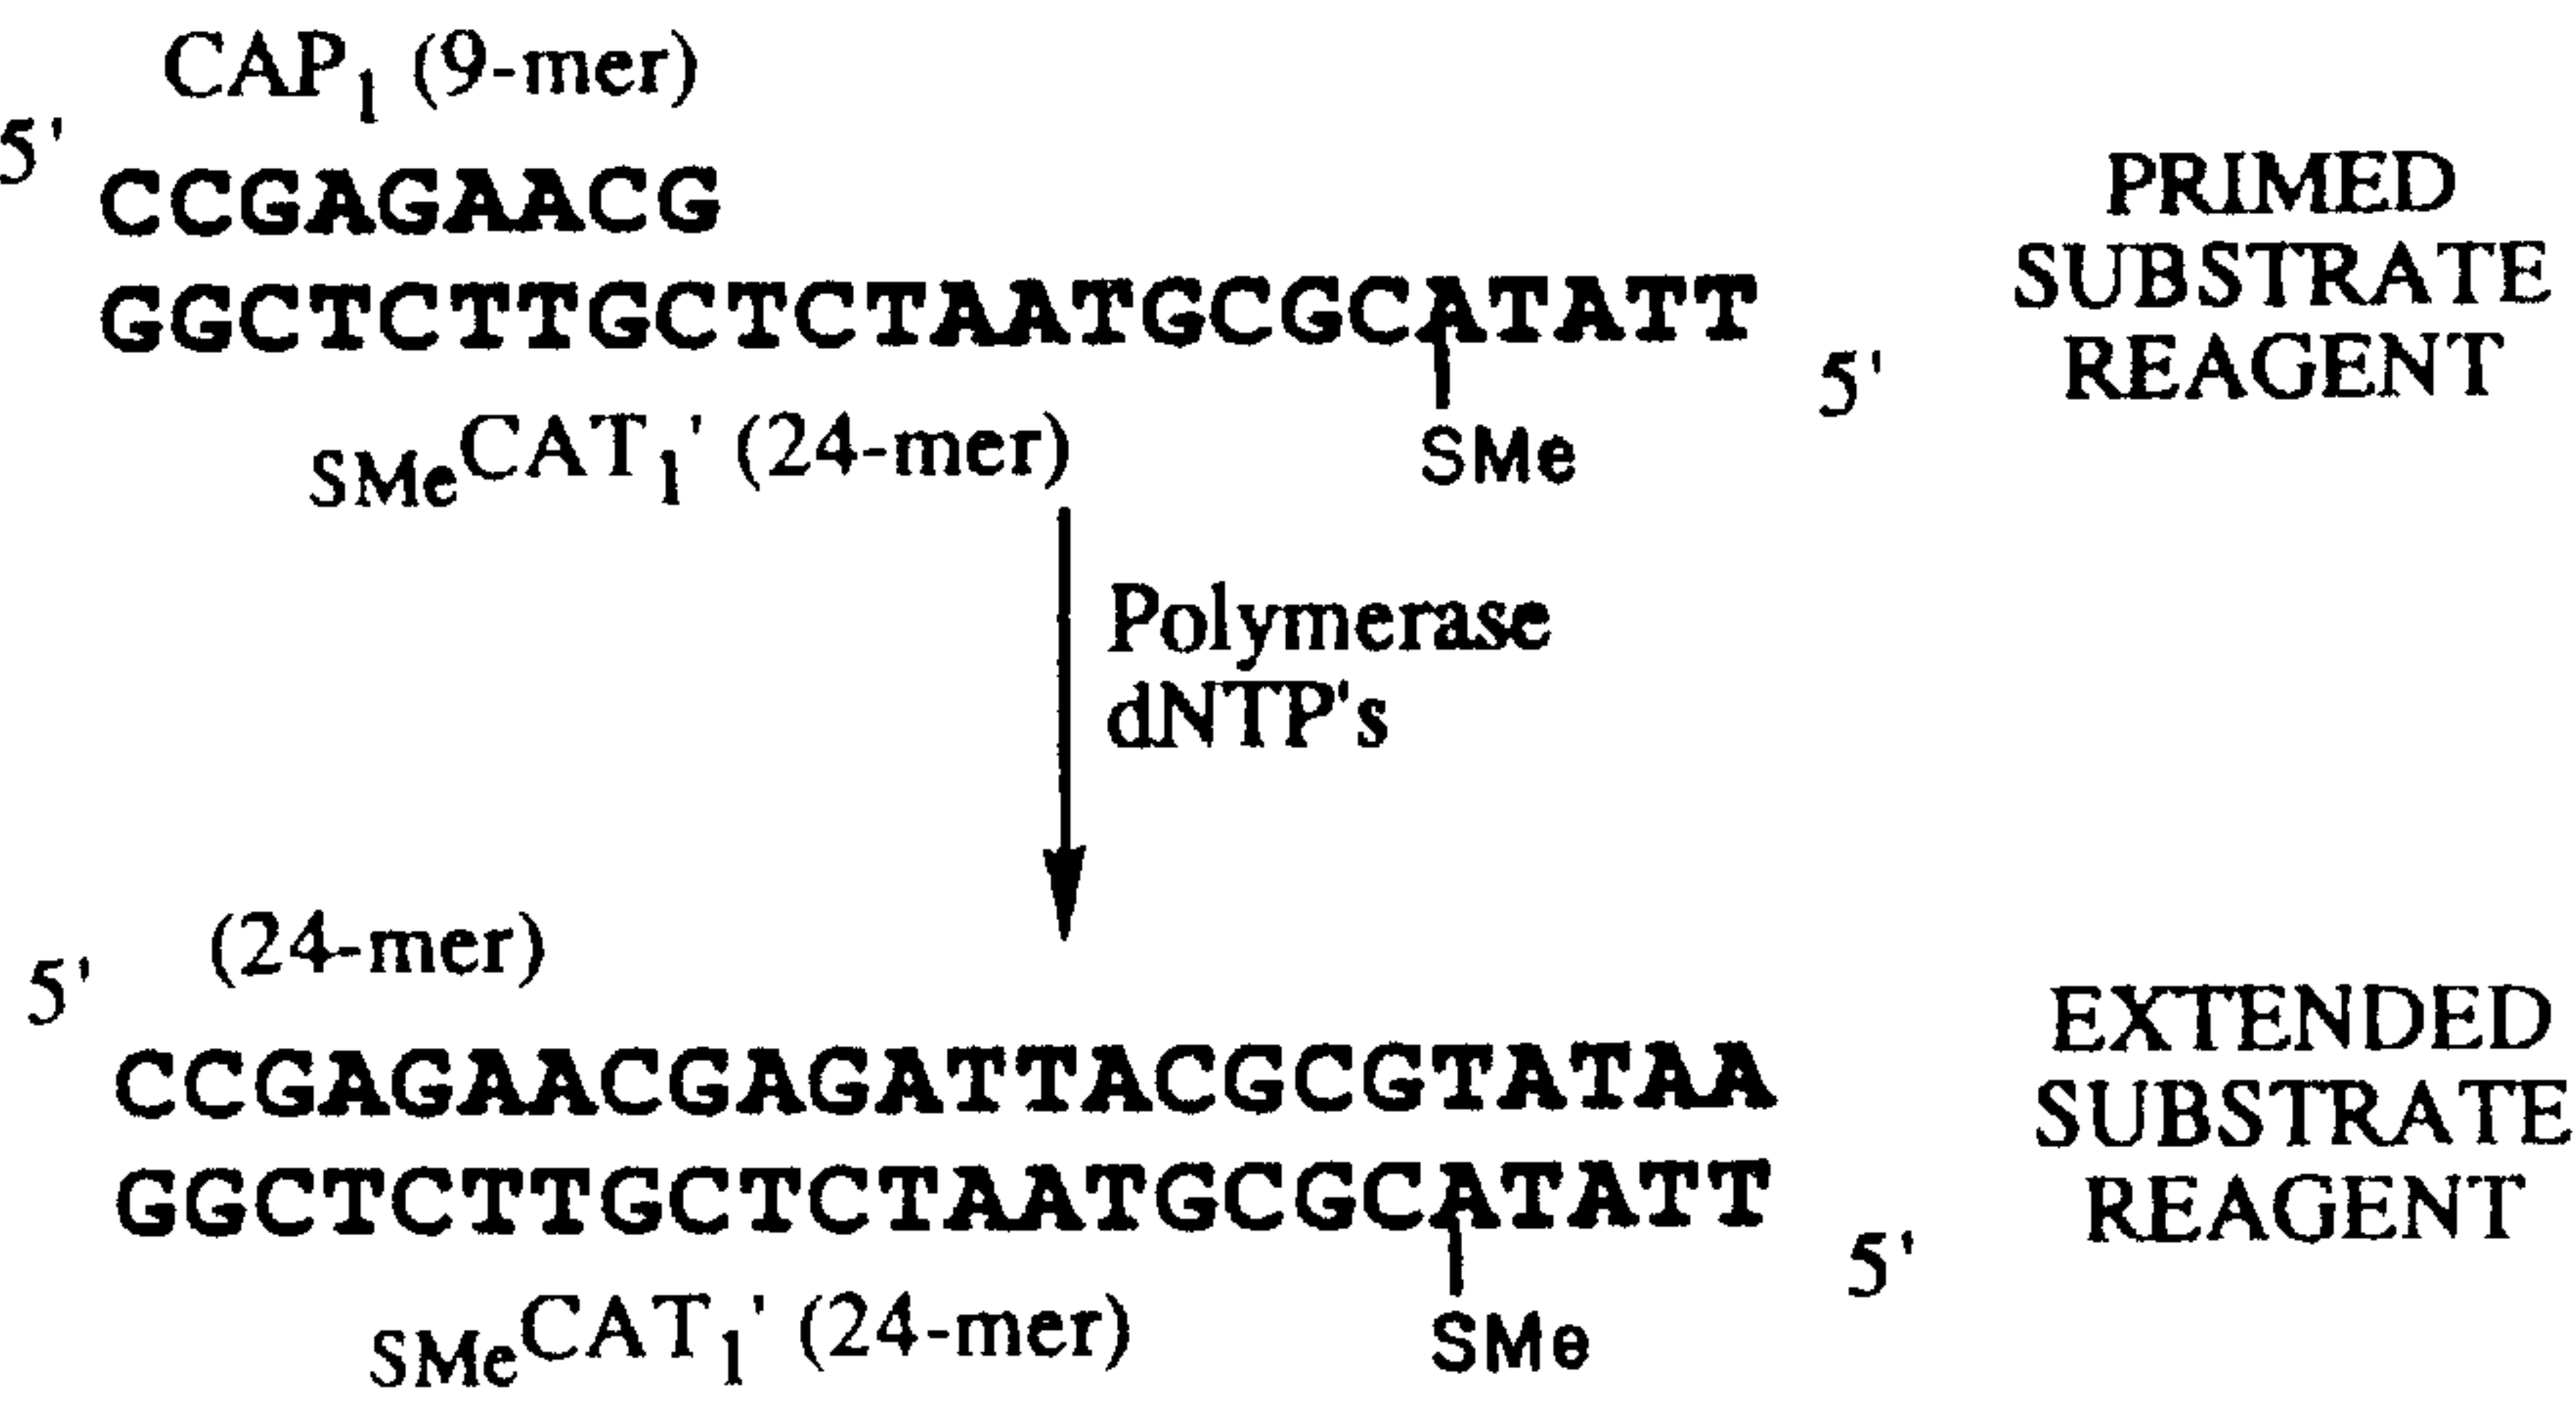 CAP1 (9-mer)
5'
CCGAGAACG
GGCTCTTGCTCTAATGCGCATATT
5'
SMeCAT1' (24-mer)
SMe
PRIMED
SUBSTRATE
REAGENT
Polymerase
dNTP's
(24-mer)
5'
CCGAGAACGAGATTACGCGTATAA
GGCTCTTGCTCTAATGCGCATATT
5'
SMeCAT1' (24-mer)
SMe
EXTENDED
SUBSTRATE
REAGENT